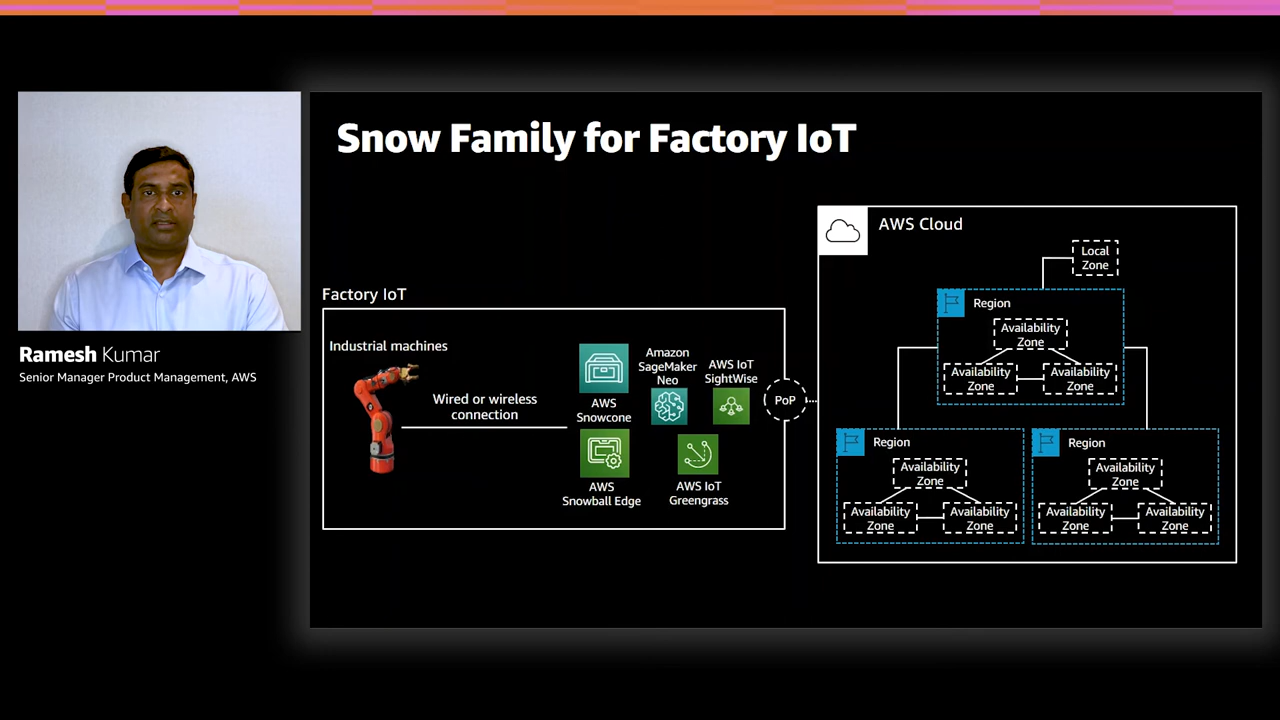 Snow Family for Factory IoT
Ramesh Kumar
Senior Manager Product Management, AWS
Factory IoT
Industrial machines
Wired or wireless
connection
AWS
Snowcone
Amazon
SageMaker
Neo
AWS IoT
SightWise
AWS
Snowball Edge
AWS IoT
Greengrass
PoP
AWS Cloud
Local
Zone
Region
Availability
Zone
Availability
Zone
Availability
Zone
Region
Availability
Zone
Availability
Zone
Availability
Zone
Region
Availability
Zone
Availability
Zone
Availability
Zone